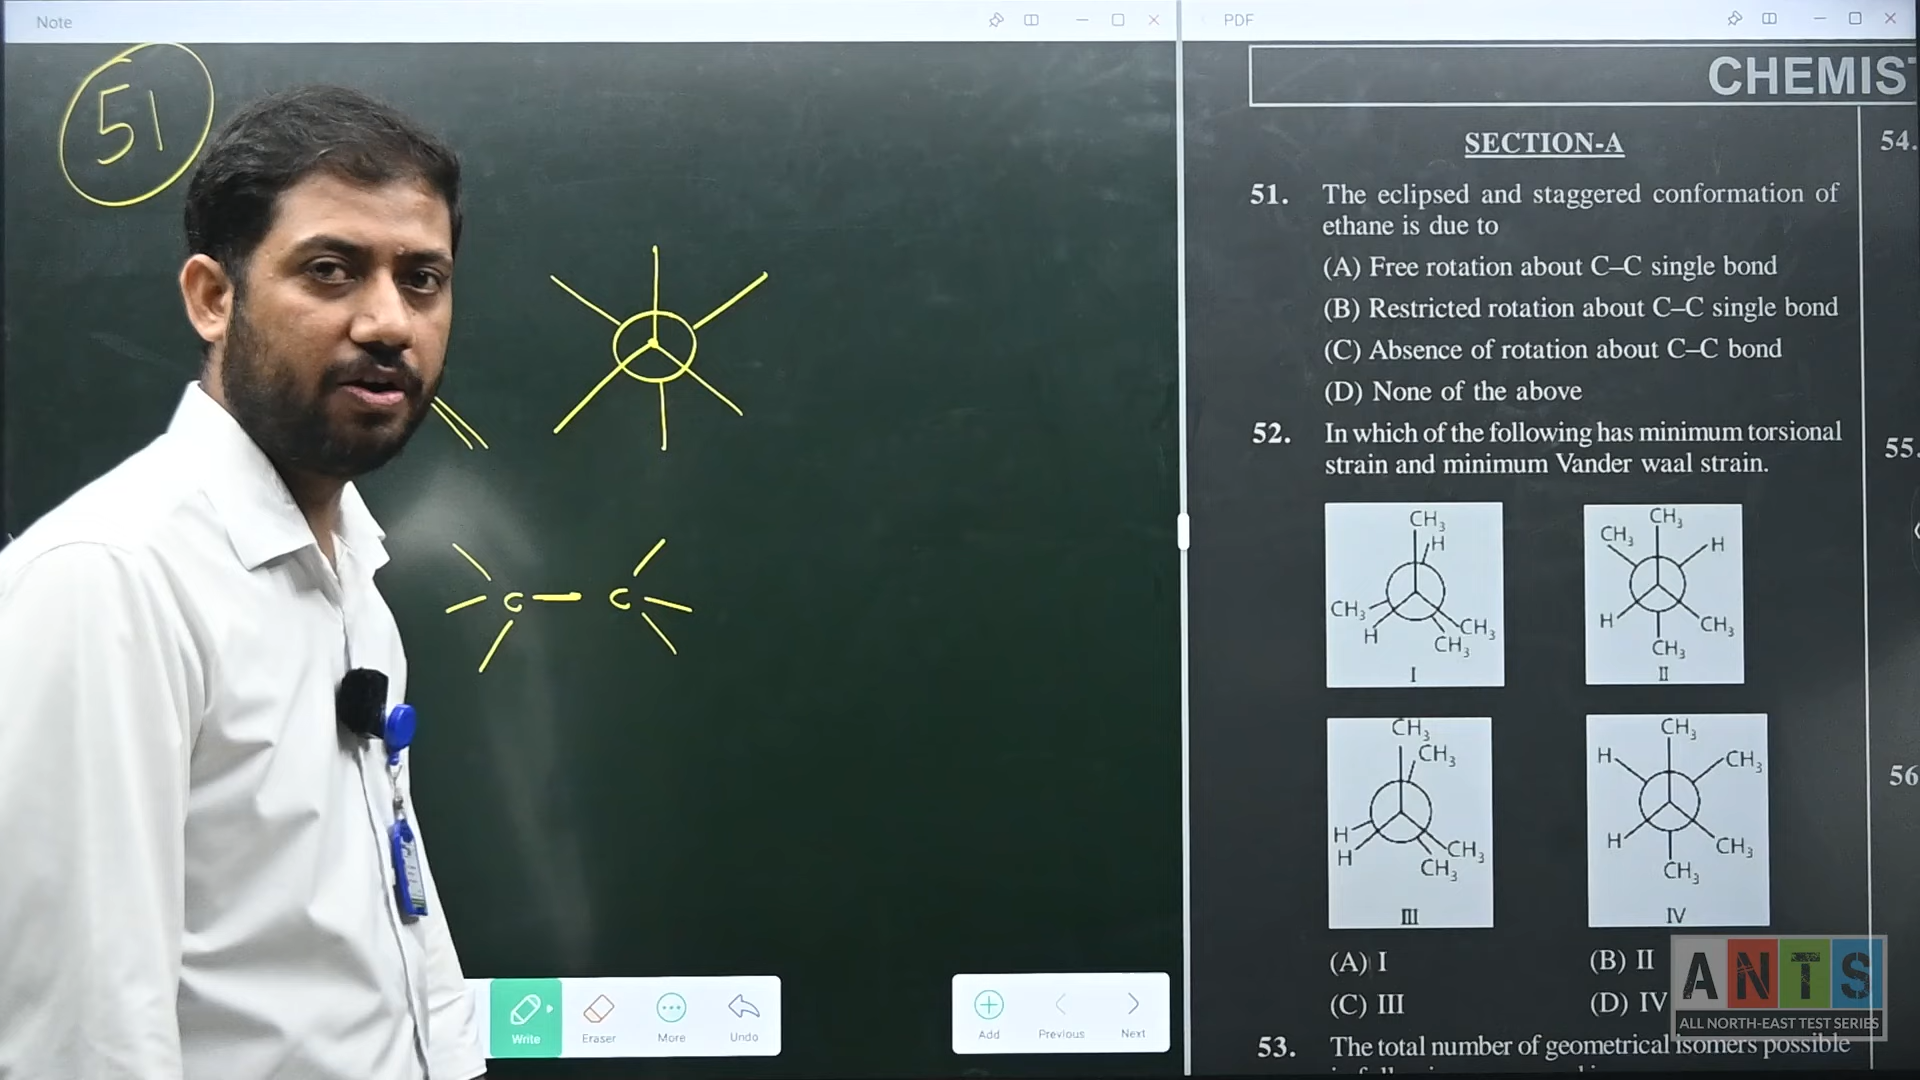 Note
PDF
51
C C
Write
Eraser
More
Undo
Add
Previous
Next
CHEMIS
SECTION-A
51. The eclipsed and staggered conformation of
ethane is due to
(A) Free rotation about C–C single bond
(B) Restricted rotation about C–C single bond
(C) Absence of rotation about C–C bond
(D) None of the above
52. In which of the following has minimum torsional
strain and minimum Vander waal strain.
CH₃
H
CH₃
H
CH₃
CH₃
I
CH₃
CH₃
H
H
CH₃
CH₃
II
CH₃
CH₃
H
H
CH₃
CH₃
III
CH₃
H
CH₃
H
CH₃
CH₃
IV
(A) I
(B) II
(C) III
(D) IV
53. The total number of geometrical isomers possible
54.
55.
56
ANTS
ALL NORTH-EAST TEST SERIES